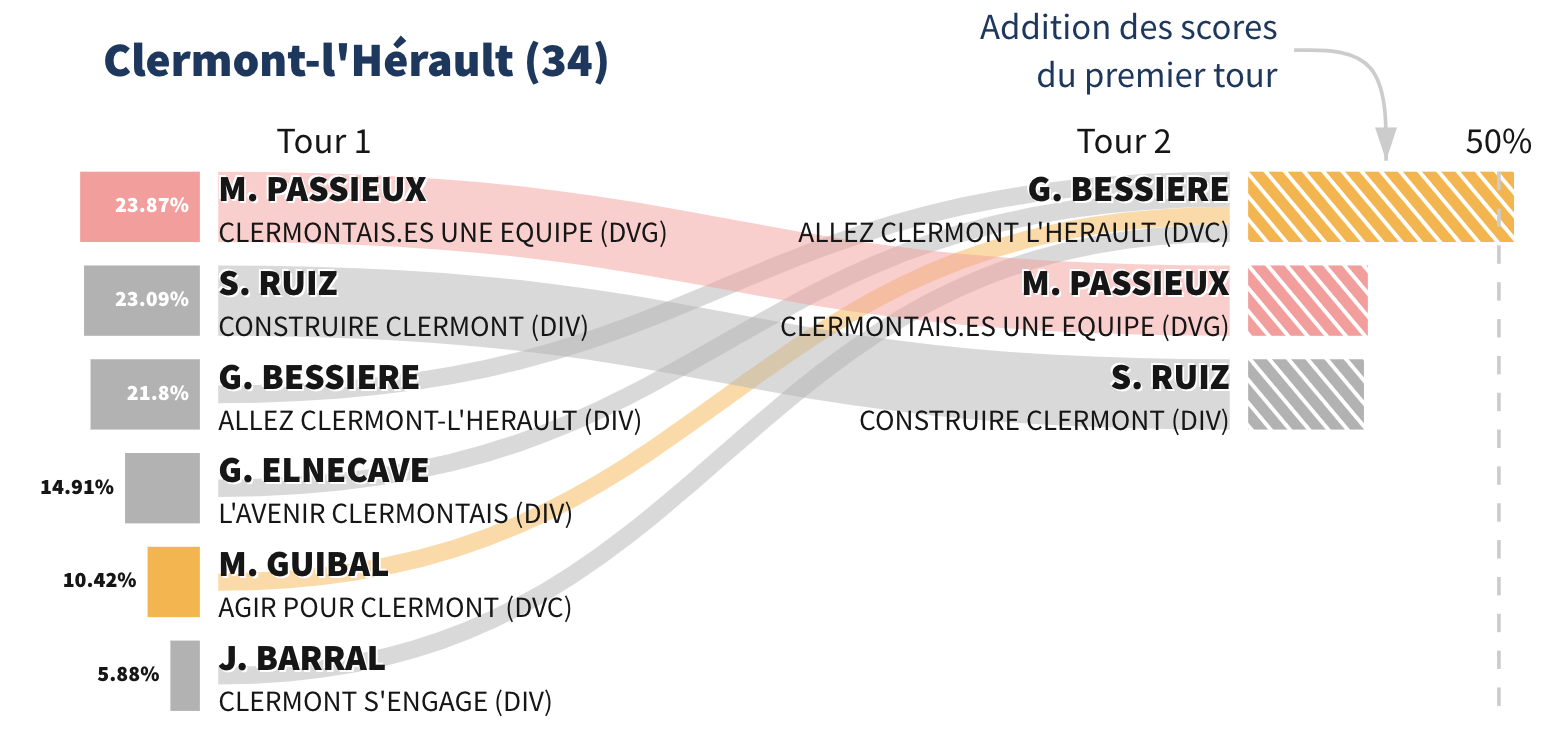 Clermont-l'Hérault (34)
Addition des scores
du premier tour
Tour 1
Tour 2
50%
23.87%
M. PASSIEUX
CLERMONTAIS.ES UNE EQUIPE (DVG)
23.09%
S. RUIZ
CONSTRUIRE CLERMONT (DIV)
21.8%
G. BESSIERE
ALLEZ CLERMONT-L'HERAULT (DIV)
14.91%
G. ELNECAVE
L'AVENIR CLERMONTAIS (DIV)
10.42%
M. GUIBAL
AGIR POUR CLERMONT (DVC)
5.88%
J. BARRAL
CLERMONT S'ENGAGE (DIV)
G. BESSIERE
ALLEZ CLERMONT L'HERAULT (DVC)
M. PASSIEUX
CLERMONTAIS.ES UNE EQUIPE (DVG)
S. RUIZ
CONSTRUIRE CLERMONT (DIV)